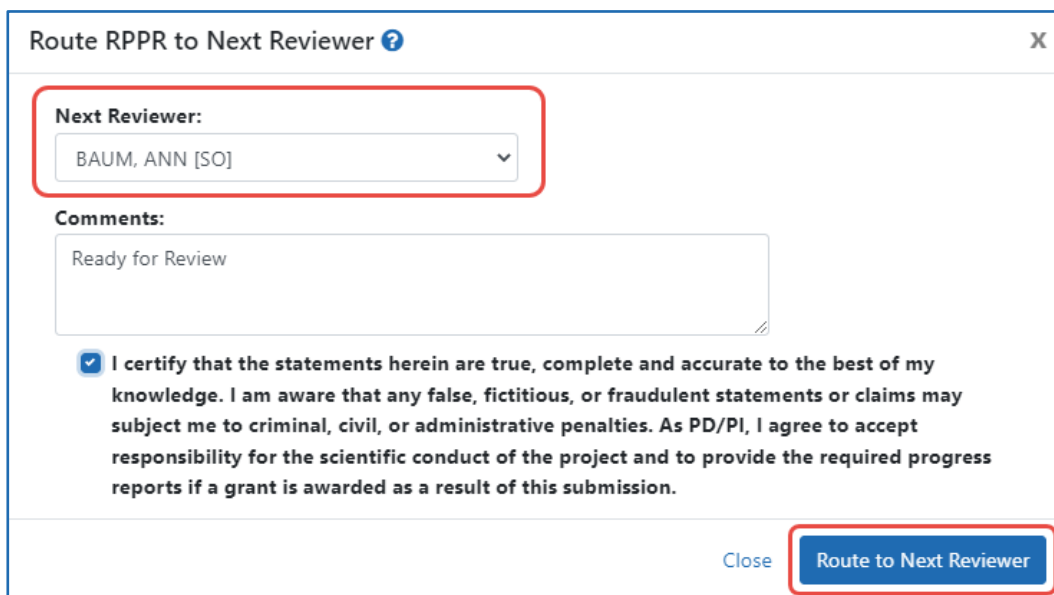 Route RPPR to Next Reviewer ?
X
Next Reviewer:
BAUM, ANN [SO]
Comments:
Ready for Review
I certify that the statements herein are true, complete and accurate to the best of my
knowledge. I am aware that any false, fictitious, or fraudulent statements or claims may
subject me to criminal, civil, or administrative penalties. As PD/PI, I agree to accept
responsibility for the scientific conduct of the project and to provide the required progress
reports if a grant is awarded as a result of this submission.
Close
Route to Next Reviewer